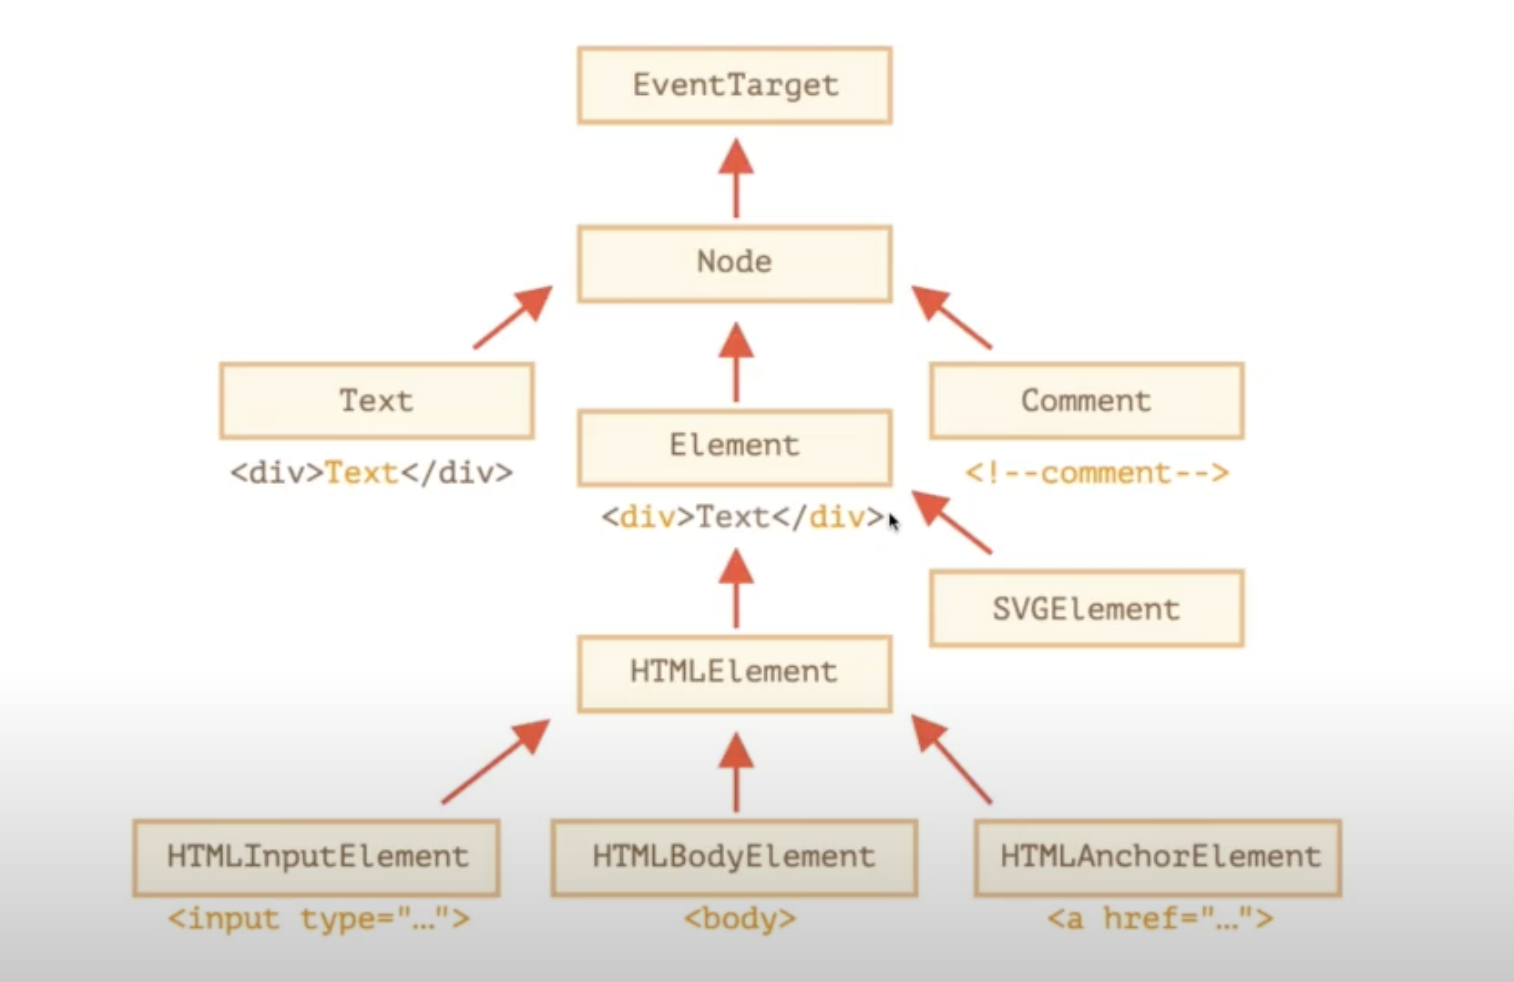 EventTarget
Node
Text
Element
Comment
<div>Text</div>
<!--comment-->
<div>Text</div>
SVGElement
HTMLElement
HTMLInputElement
HTMLBodyElement
HTMLAnchorElement
<input type="…">
<body>
<a href="…">